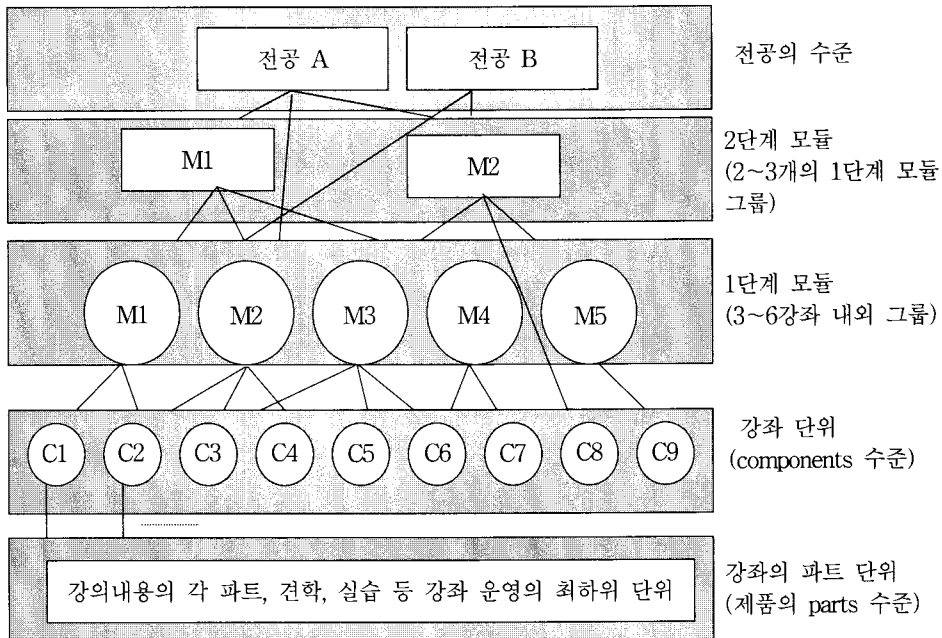 전공 A
전공 B
전공의 수준
M1
M2
2단계 모듈
(2~3개의 1단계 모듈
그룹)
M1
M2
M3
M4
M5
1단계 모듈
(3~6강좌 내외 그룹)
C1
C2
C3
C4
C5
C6
C7
C8
C9
강좌 단위
(components 수준)
강의내용의 각 파트, 견학, 실습 등 강좌 운영의 최하위 단위
강좌의 파트 단위
(제품의 parts 수준)